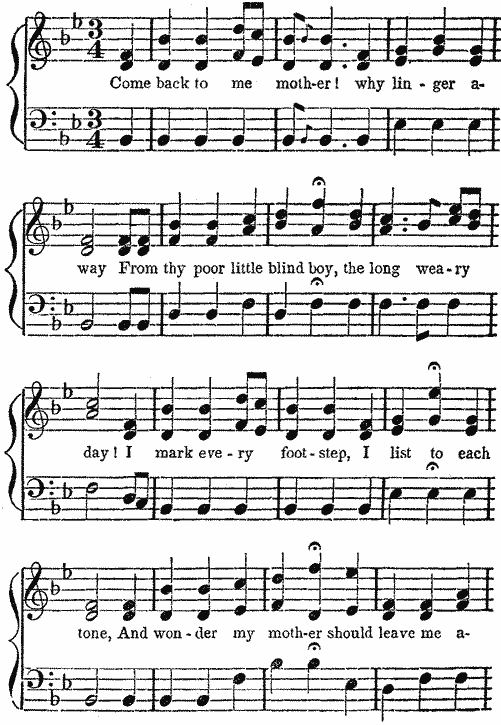 Come back to me moth-er! why lin - ger a-
way From thy poor little blind boy, the long wea - ry
day! I mark eve - ry foot-step, I list to each
tone, And won - der my moth-er should leave me a-